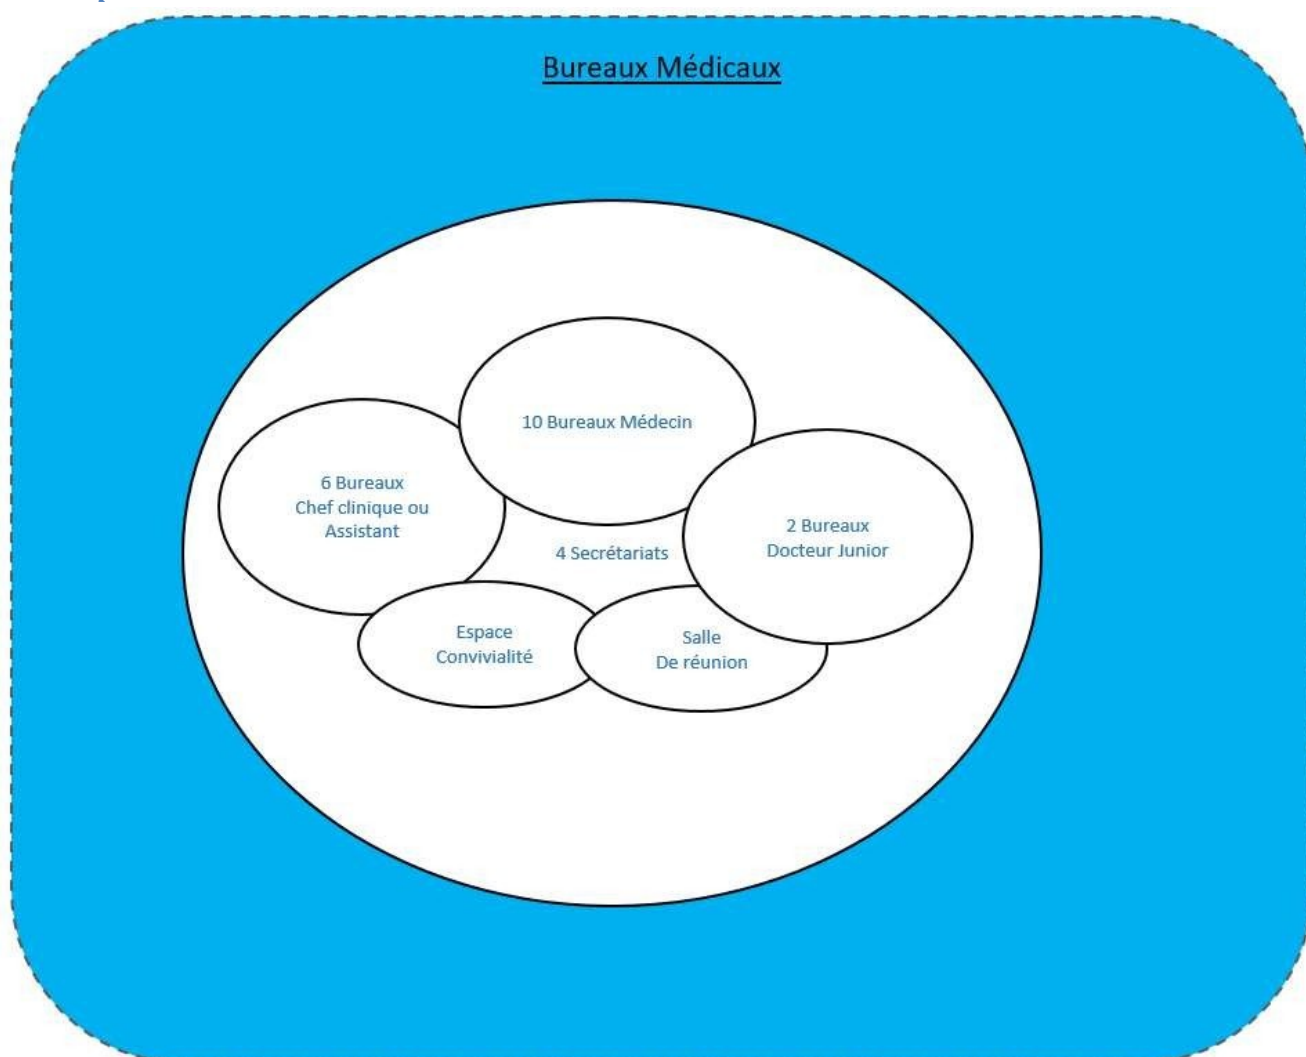 Bureaux Médicaux
10 Bureaux Médecin
6 Bureaux
Chef clinique ou
Assistant
2 Bureaux
Docteur Junior
4 Secrétariats
Espace
Convivialité
Salle
De réunion